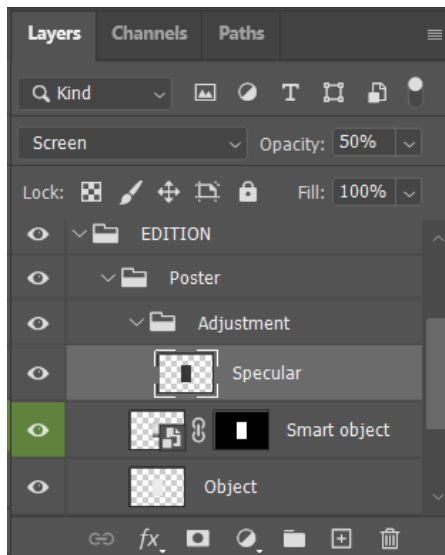 Layers Channels Paths
Kind
Screen Opacity: 50%
Lock: Fill: 100%
EDITION
Poster
Adjustment
Specular
Smart object
Object
fx